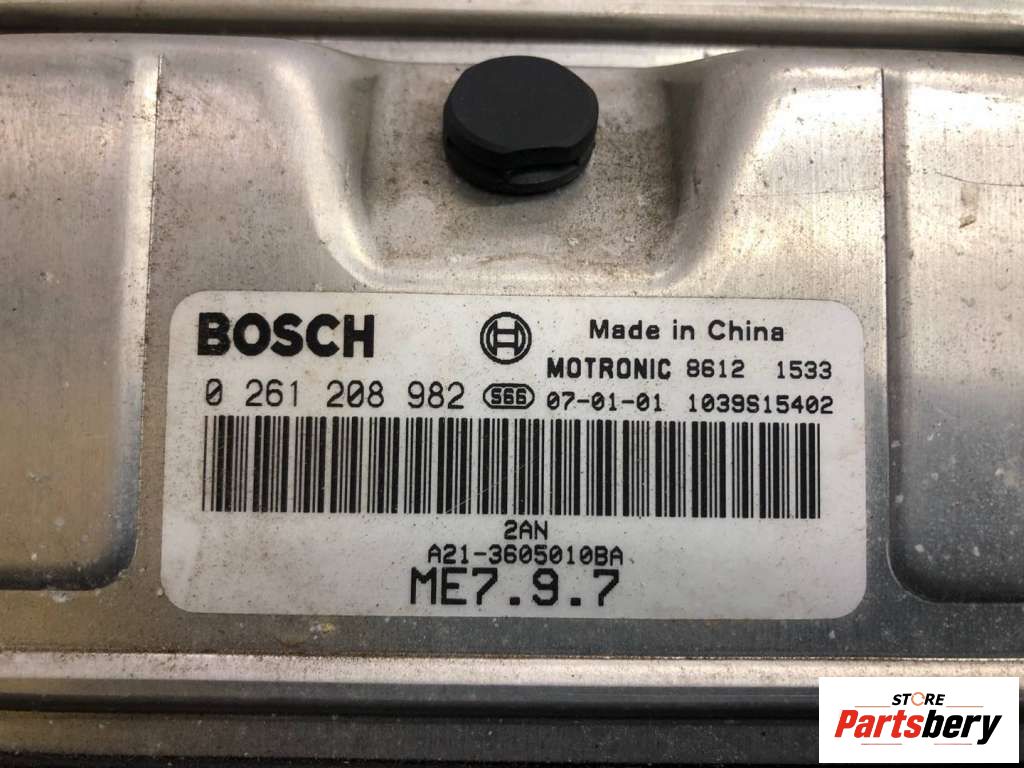 BOSCH
Made in China
MOTRONIC 8612 1533
0 261 208 982 S66 07-01-01 1039S15402
2AN
A21-3605010BA
ME7.9.7
STORE
Partsbery